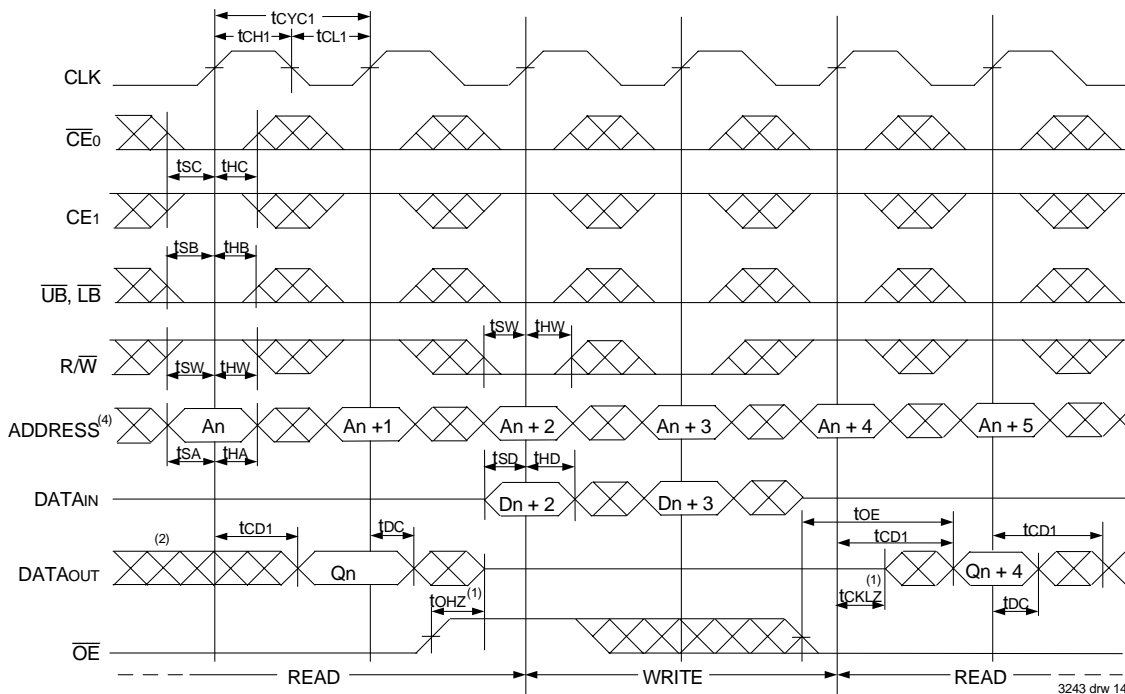 tCYC1
tCH1 tCL1
CLK
CE0
tSC tHC
CE1
tSB tHB
UB, LB
tSW tHW
R/W
tSW tHW
ADDRESS(4) An An +1 An + 2 An + 3 An + 4 An + 5
tSA tHA
tSD tHD
DATAIN Dn + 2 Dn + 3
tOE
tCD1 tDC tCD1 tCD1
(2)
DATAOUT Qn Qn + 4
tOHZ(1) tCKLZ(1) tDC
OE
READ WRITE READ
3243 drw 14